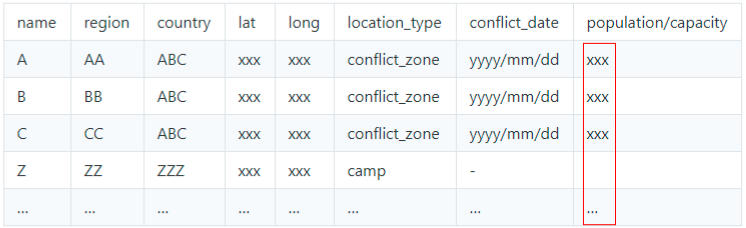 name region country lat long location_type conflict_date population/capacity
A AA ABC xxx xxx conflict_zone yyyy/mm/dd xxx
B BB ABC xxx xxx conflict_zone yyyy/mm/dd xxx
C CC ABC xxx xxx conflict_zone yyyy/mm/dd xxx
Z ZZ ZZZ xxx xxx camp -
... ... ... ... ... ... ... ...